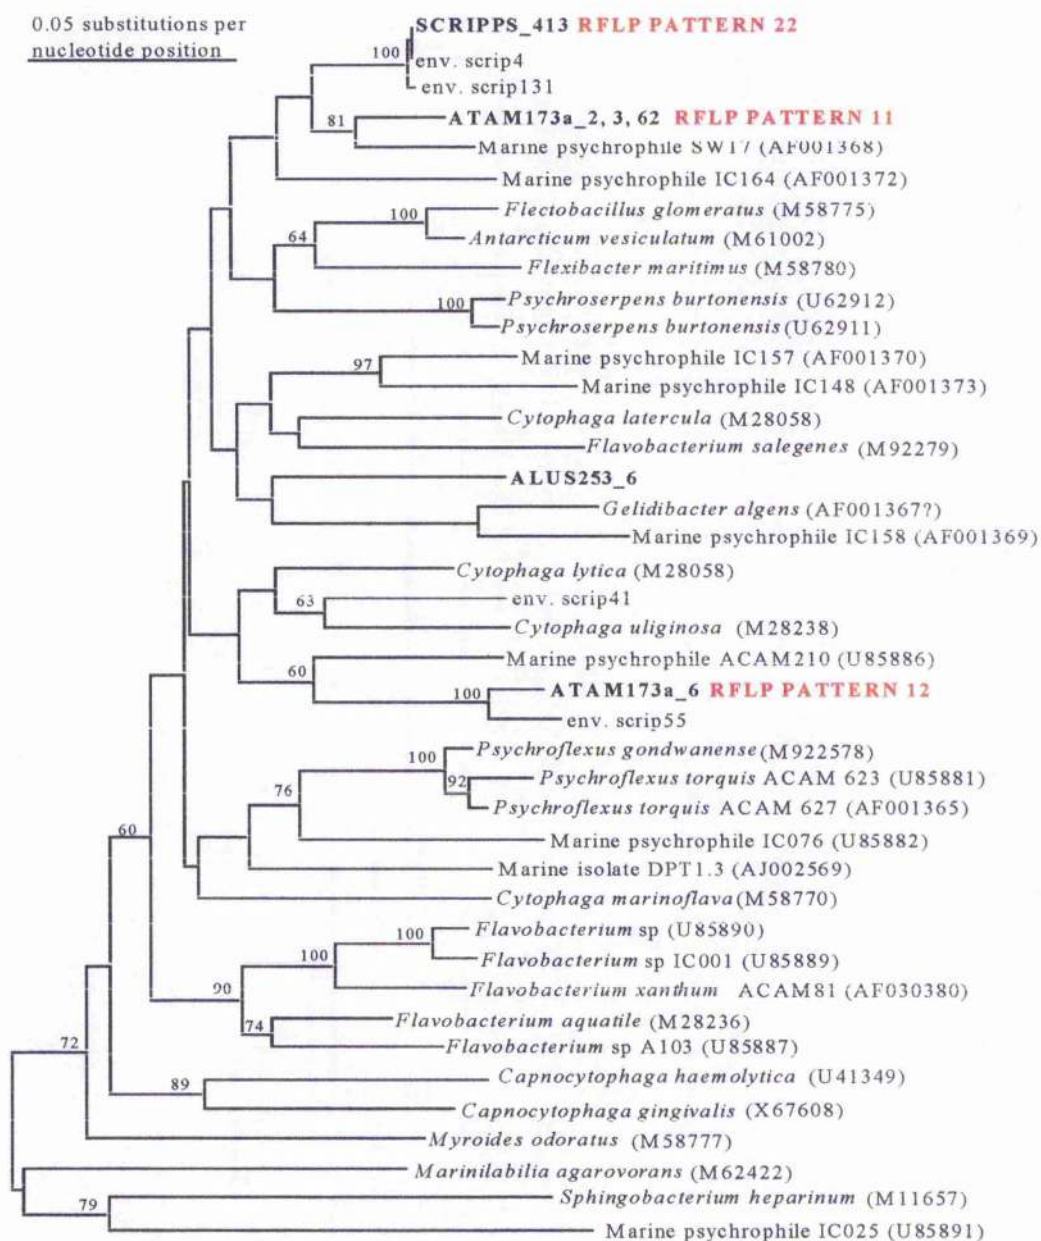 0.05 substitutions per
nucleotide position
SCRIPPS_413 RFLP PATTERN 22
100
env. scrip4
env. scrip131
ATAM173a_2, 3, 62 RFLP PATTERN 11
81
Marine psychrophile SW17 (AF001368)
Marine psychrophile IC164 (AF001372)
100
Flectobacillus glomeratus (M58775)
Antarcticum vesiculatum (M61002)
64
Flexibacter maritimus (M58780)
100
Psychroserpens burtonensis (U62912)
Psychroserpens burtonensis (U62911)
97
Marine psychrophile IC157 (AF001370)
Marine psychrophile IC148 (AF001373)
Cytophaga latercula (M28058)
Flavobacterium salegenes (M92279)
ALUS253_6
Gelidibacter algens (AF001367?)
Marine psychrophile IC158 (AF001369)
Cytophaga lytica (M28058)
env. scrip41
63
Cytophaga uliginosa (M28238)
Marine psychrophile ACAM210 (U85886)
60
100
ATAM173a_6 RFLP PATTERN 12
env. scrip55
100
Psychroflexus gondwanense (M922578)
92
Psychroflexus torquis ACAM 623 (U85881)
76
Psychroflexus torquis ACAM 627 (AF001365)
60
Marine psychrophile IC076 (U85882)
Marine isolate DPT1.3 (AJ002569)
Cytophaga marinoflava (M58770)
100
Flavobacterium sp (U85890)
100
Flavobacterium sp IC001 (U85889)
90
Flavobacterium xanthum ACAM81 (AF030380)
74
Flavobacterium aquatile (M28236)
72
Flavobacterium sp A103 (U85887)
89
Capnocytophaga haemolytica (U41349)
Capnocytophaga gingivalis (X67608)
Myroides odoratus (M58777)
Marinilabilia agarovorans (M62422)
79
Sphingobacterium heparinum (M11657)
Marine psychrophile IC025 (U85891)